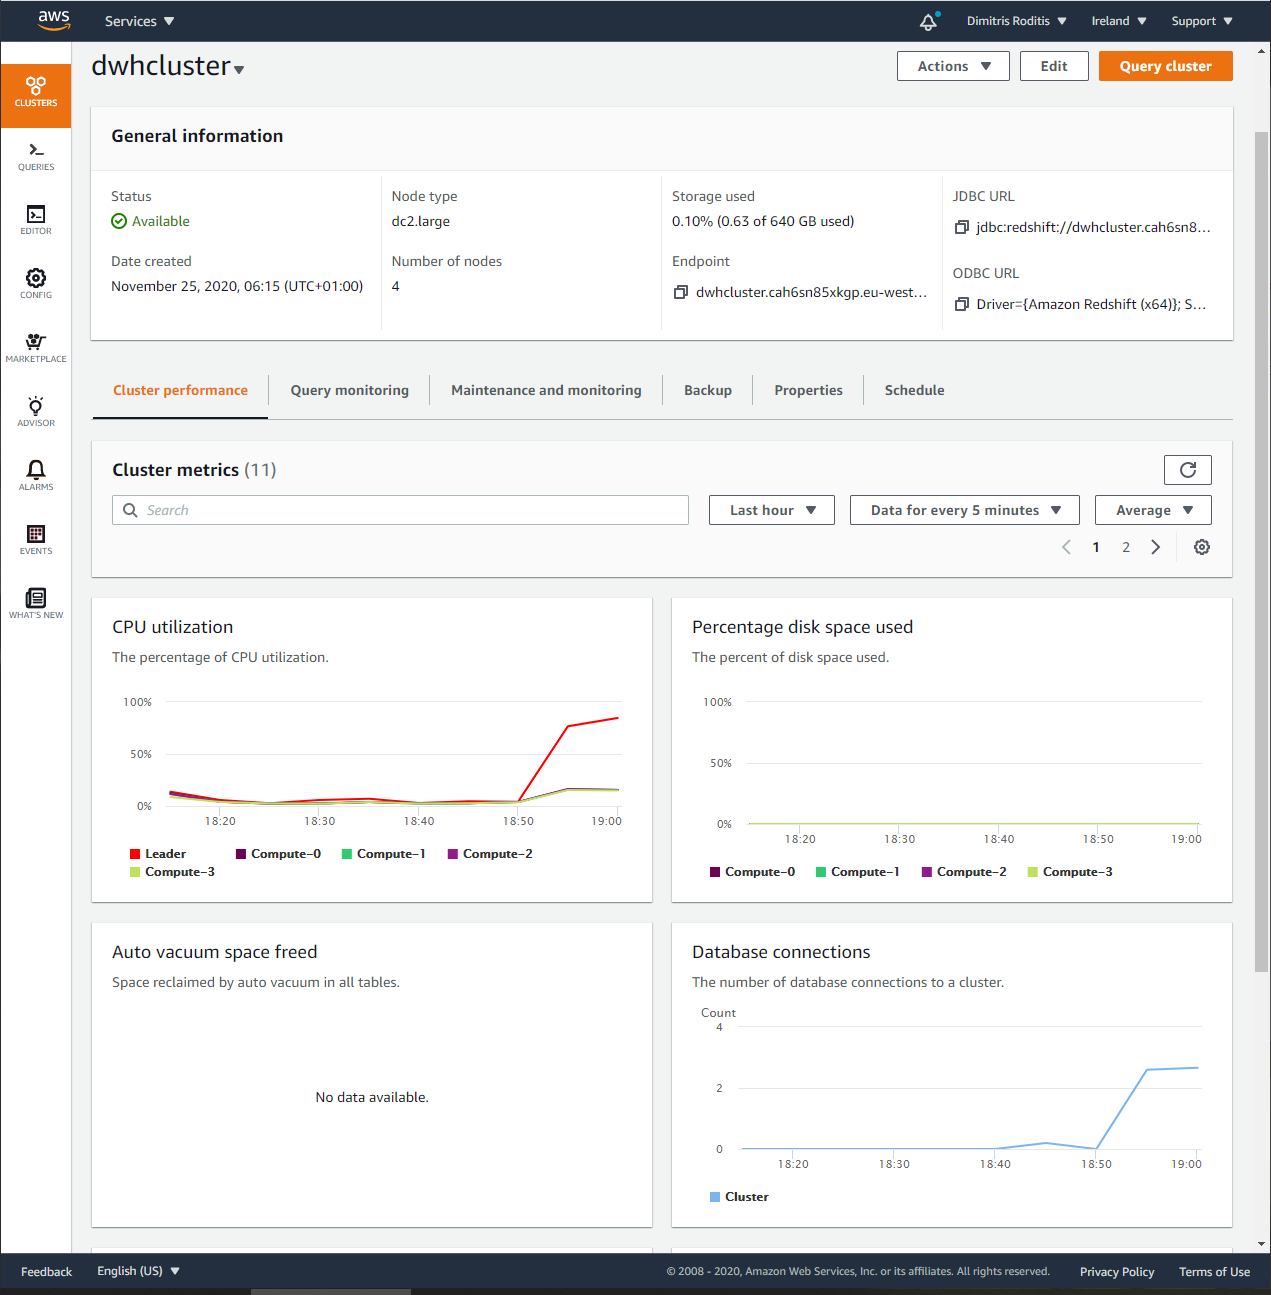 aws Services Dimitris Roditis Ireland Support
dwhcluster Actions Edit Query cluster
CLUSTERS
QUERIES
EDITOR
CONFIG
MARKETPLACE
ADVISOR
ALARMS
EVENTS
WHAT'S NEW
General information
Status
Available
Date created
November 25, 2020, 06:15 (UTC+01:00)
Node type
dc2.large
Number of nodes
4
Storage used
0.10% (0.63 of 640 GB used)
Endpoint
dwhcluster.cah6sn85xkgp.eu-west...
JDBC URL
jdbc:redshift://dwhcluster.cah6sn8...
ODBC URL
Driver={Amazon Redshift (x64)}; S...
Cluster performance Query monitoring Maintenance and monitoring Backup Properties Schedule
Cluster metrics (11)
Search Last hour Data for every 5 minutes Average
1 2
CPU utilization
The percentage of CPU utilization.
100%
50%
0%
18:20 18:30 18:40 18:50 19:00
Leader Compute-0 Compute-1 Compute-2
Compute-3
Percentage disk space used
The percent of disk space used.
100%
50%
0%
18:20 18:30 18:40 18:50 19:00
Compute-0 Compute-1 Compute-2 Compute-3
Auto vacuum space freed
Space reclaimed by auto vacuum in all tables.
No data available.
Database connections
The number of database connections to a cluster.
Count
4
2
0
18:20 18:30 18:40 18:50 19:00
Cluster
Feedback English (US) © 2008 - 2020, Amazon Web Services, Inc. or its affiliates. All rights reserved. Privacy Policy Terms of Use